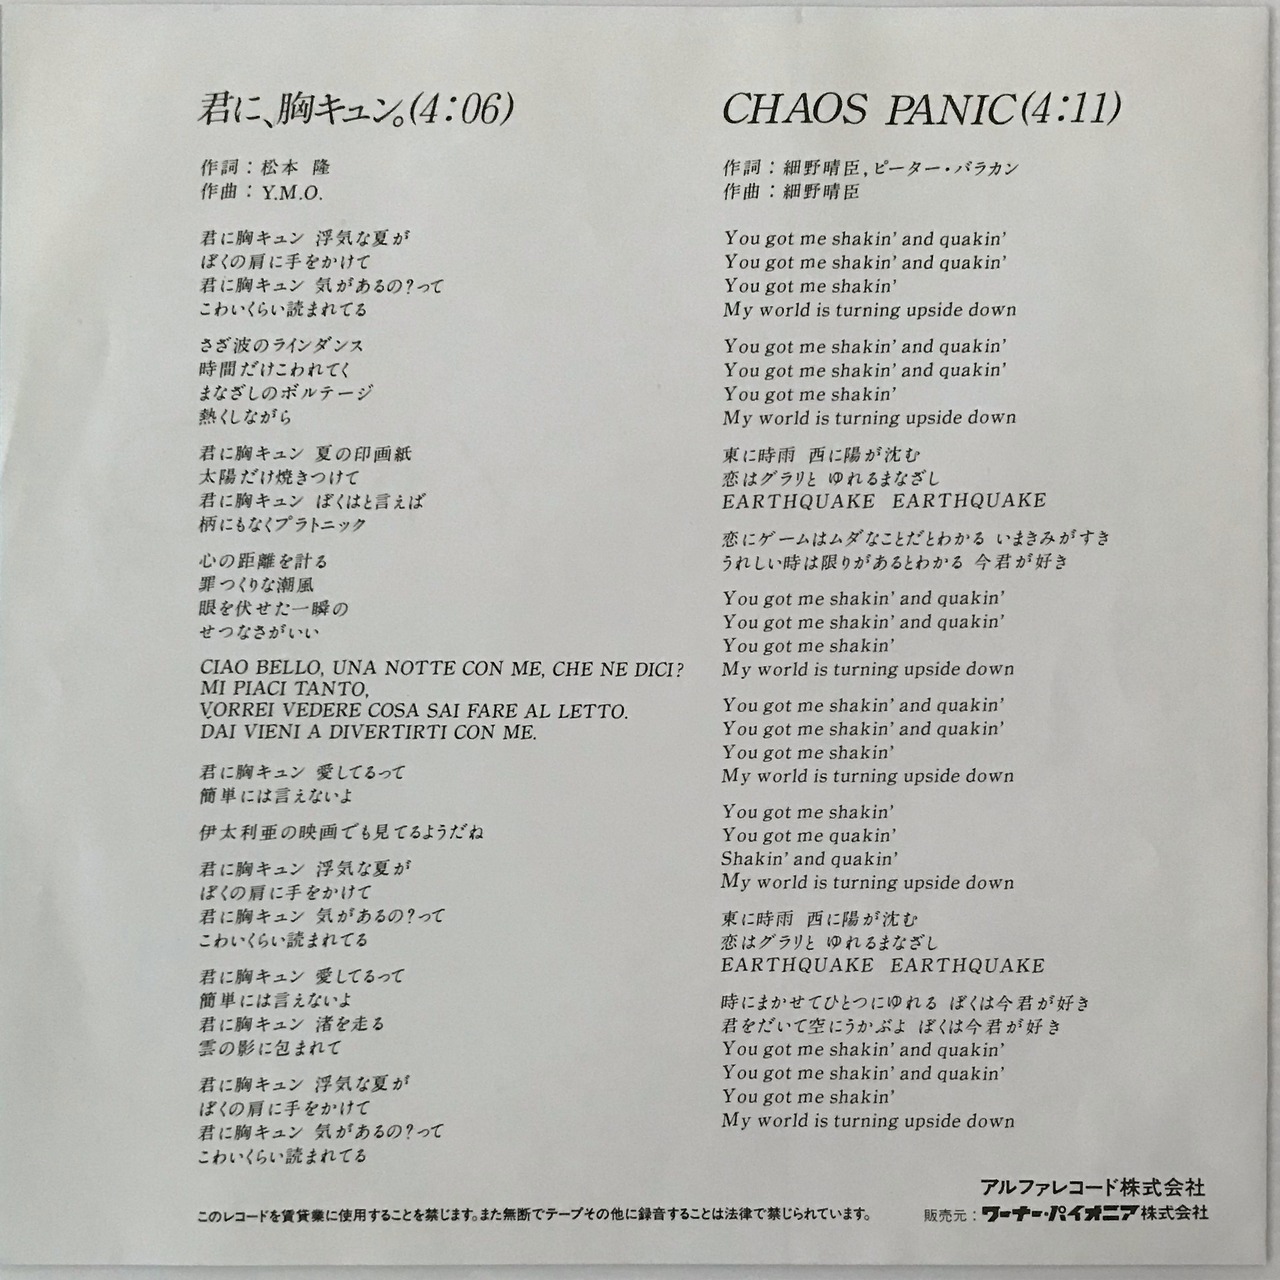 君に、胸キュン。(4:06)
作詞：松本 隆
作曲：Y.M.O.
君に胸キュン 浮気な夏が
ぼくの肩に手をかけて
君に胸キュン 気があるの?って
こわいくらい読まれてる
さざ波のラインダンス
時間だけこわれてく
まなざしのボルテージ
熱くしながら
君に胸キュン 夏の印画紙
太陽だけ焼きつけて
君に胸キュン ぼくはと言えば
柄にもなくプラトニック
心の距離を計る
罪つくりな潮風
眼を伏せた一瞬の
せつなさがいい
CIAO BELLO, UNA NOTTE CON ME, CHE NE DICI?
MI PIACI TANTO,
VORREI VEDERE COSA SAI FARE AL LETTO.
DAI VIENI A DIVERTIRTI CON ME.
君に胸キュン 愛してるって
簡単には言えないよ
伊太利亜の映画でも見てるようだね
君に胸キュン 浮気な夏が
ぼくの肩に手をかけて
君に胸キュン 気があるの?って
こわいくらい読まれてる
君に胸キュン 愛してるって
簡単には言えないよ
君に胸キュン 渚を走る
雲の影に包まれて
君に胸キュン 浮気な夏が
ぼくの肩に手をかけて
君に胸キュン 気があるの?って
こわいくらい読まれてる
CHAOS PANIC(4:11)
作詞：細野晴臣,ピーター・バラカン
作曲：細野晴臣
You got me shakin' and quakin'
You got me shakin' and quakin'
You got me shakin'
My world is turning upside down
You got me shakin' and quakin'
You got me shakin' and quakin'
You got me shakin'
My world is turning upside down
東に時雨 西に陽が沈む
恋はグラリと ゆれるまなざし
EARTHQUAKE EARTHQUAKE
恋にゲームはムダなことだとわかる いまきみがすき
うれしい時は限りがあるとわかる 今君が好き
You got me shakin' and quakin'
You got me shakin' and quakin'
You got me shakin'
My world is turning upside down
You got me shakin' and quakin'
You got me shakin' and quakin'
You got me shakin'
My world is turning upside down
You got me shakin'
You got me quakin'
Shakin' and quakin'
My world is turning upside down
東に時雨 西に陽が沈む
恋はグラリと ゆれるまなざし
EARTHQUAKE EARTHQUAKE
時にまかせてひとつにゆれる ぼくは今君が好き
君をだいて空にうかぶよ ぼくは今君が好き
You got me shakin' and quakin'
You got me shakin' and quakin'
You got me shakin'
My world is turning upside down
アルファレコード株式会社
このレコードを賃貸業に使用することを禁じます。また無断でテープその他に録音することは法律で禁じられています。
販売元：ワーナー・パイオニア株式会社